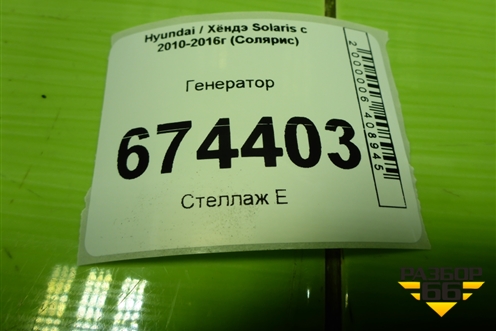 Hyundai / Хёндэ Solaris с
2010-2016г (Солярис)
Генератор
674403
Стеллаж Е
2000006408945
РАЗБОР
66